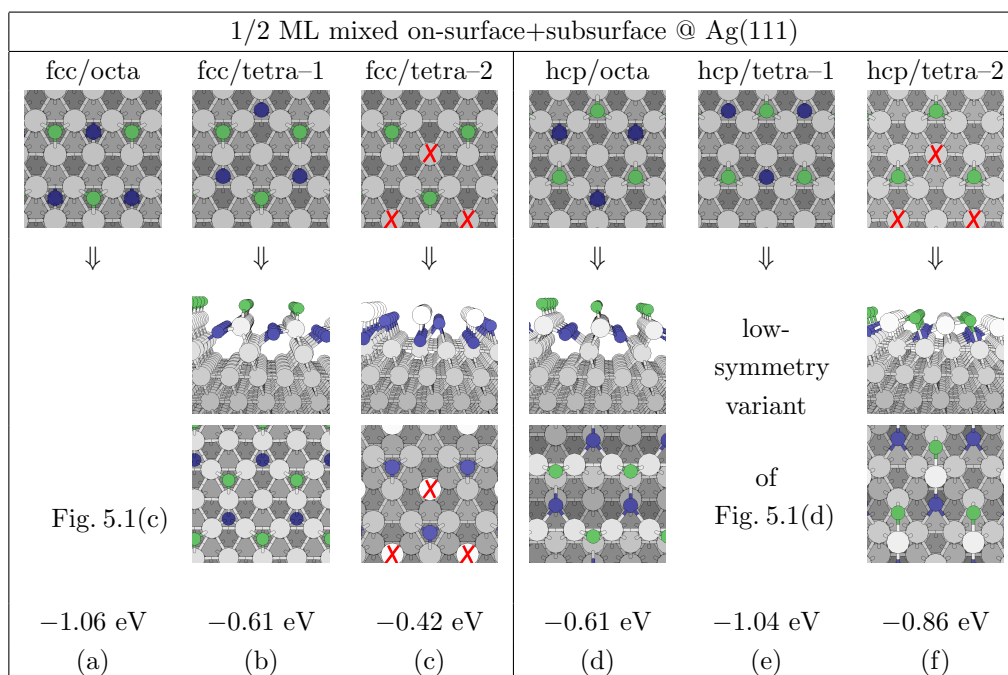 1/2 ML mixed on-surface+subsurface @ Ag(111)
fcc/octa fcc/tetra–1 fcc/tetra–2 hcp/octa hcp/tetra–1 hcp/tetra–2
X
X X
X
X X
⇓ ⇓ ⇓ ⇓ ⇓ ⇓
low-
symmetry
variant
of
Fig. 5.1(c)
Fig. 5.1(d)
X
X X
−1.06 eV −0.61 eV −0.42 eV −0.61 eV −1.04 eV −0.86 eV
(a) (b) (c) (d) (e) (f)